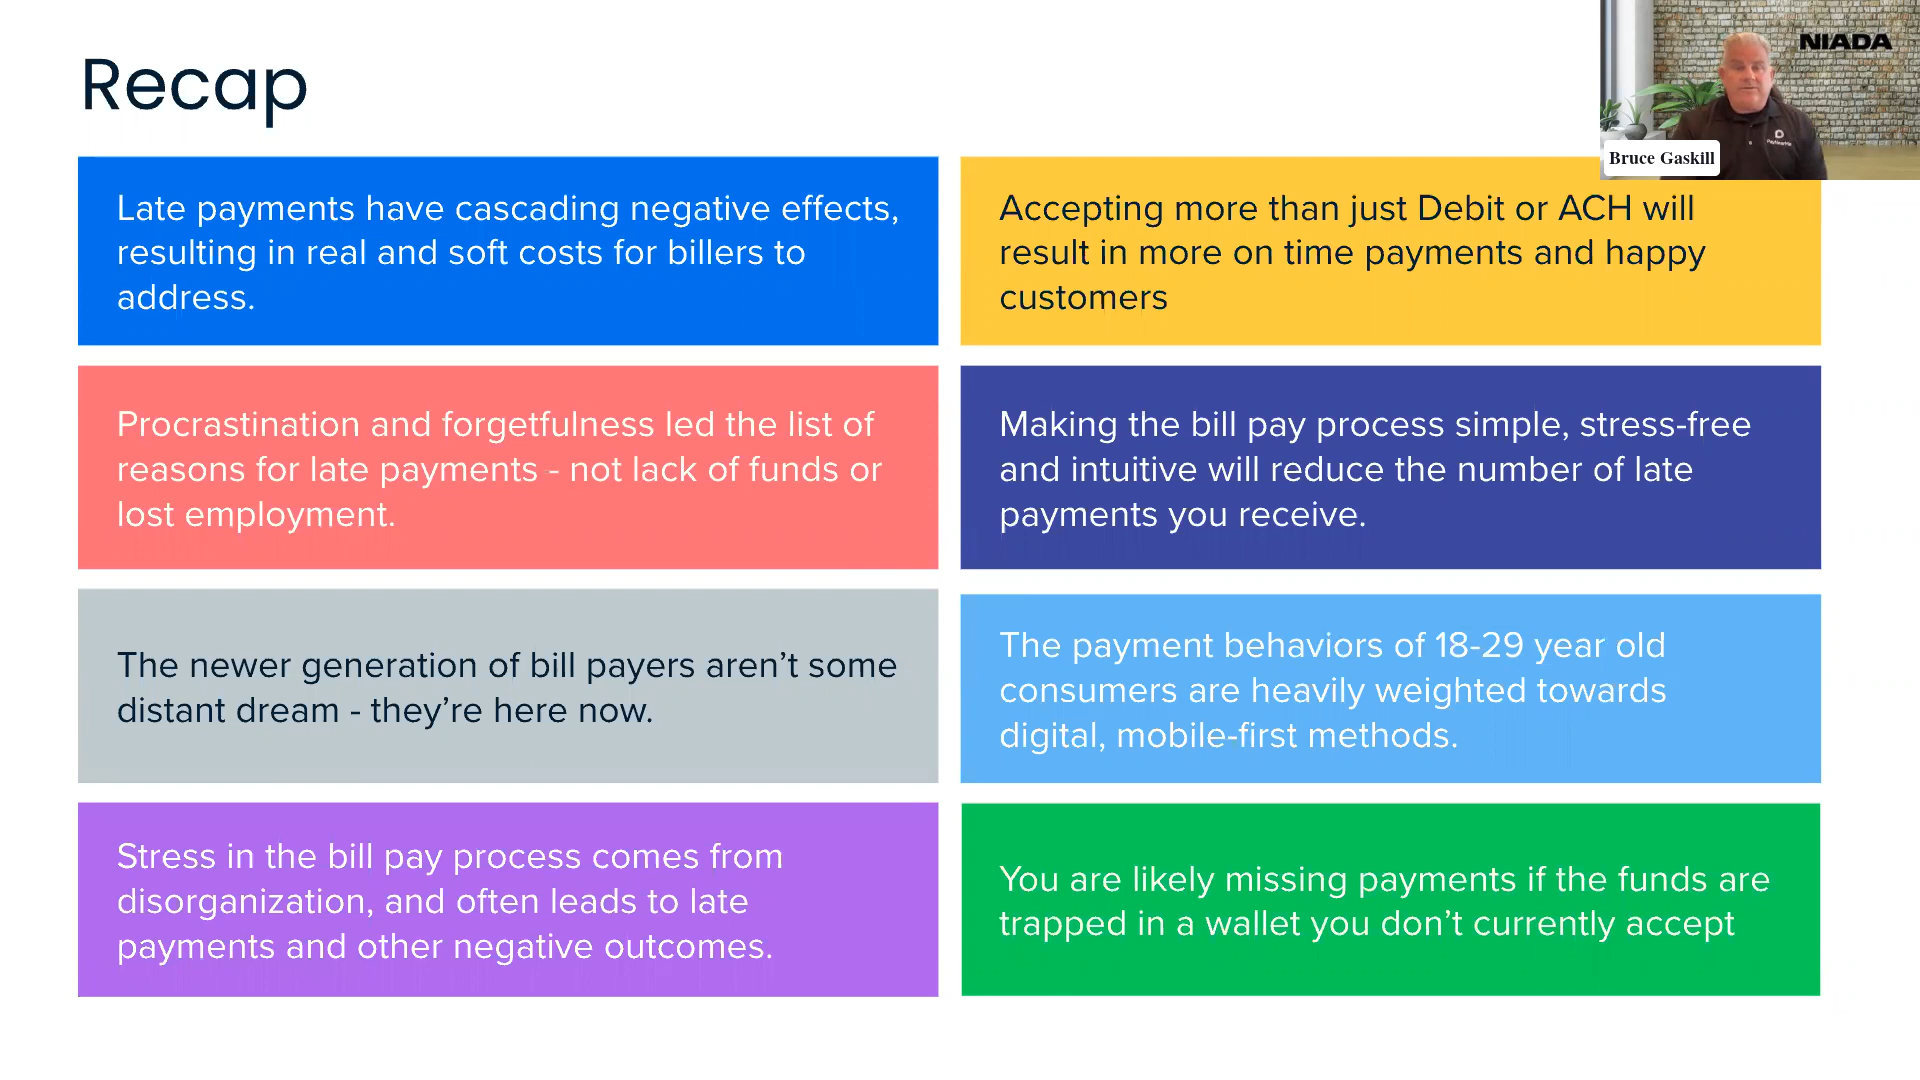 Recap
NIADA
PayNearMe
Bruce Gaskill
Late payments have cascading negative effects,
resulting in real and soft costs for billers to
address.
Accepting more than just Debit or ACH will
result in more on time payments and happy
customers
Procrastination and forgetfulness led the list of
reasons for late payments - not lack of funds or
lost employment.
Making the bill pay process simple, stress-free
and intuitive will reduce the number of late
payments you receive.
The newer generation of bill payers aren’t some
distant dream - they’re here now.
The payment behaviors of 18-29 year old
consumers are heavily weighted towards
digital, mobile-first methods.
Stress in the bill pay process comes from
disorganization, and often leads to late
payments and other negative outcomes.
You are likely missing payments if the funds are
trapped in a wallet you don’t currently accept